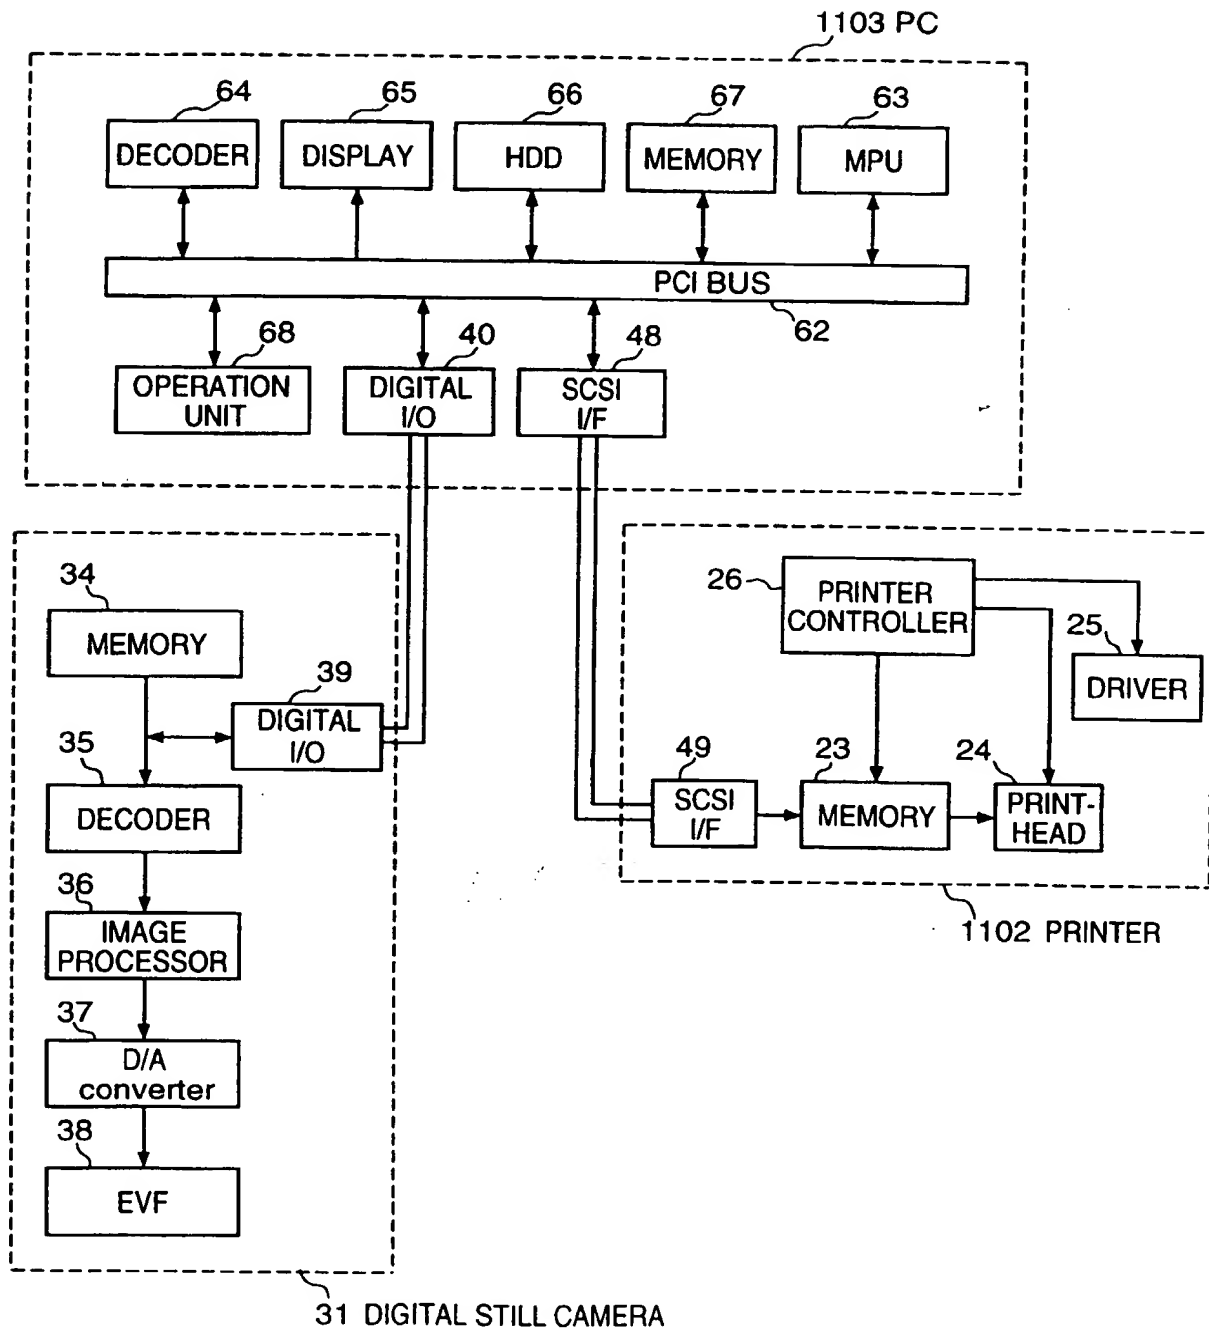 1103 PC
64
65
66
67
63
DECODER
DISPLAY
HDD
MEMORY
MPU
PCI BUS
62
68
40
48
OPERATION
UNIT
DIGITAL
I/O
SCSI
I/F
34
MEMORY
39
DIGITAL
I/O
35
DECODER
36
IMAGE
PROCESSOR
37
D/A
converter
38
EVF
31 DIGITAL STILL CAMERA
26
PRINTER
CONTROLLER
25
DRIVER
49
SCSI
I/F
23
MEMORY
24
PRINT-
HEAD
1102 PRINTER